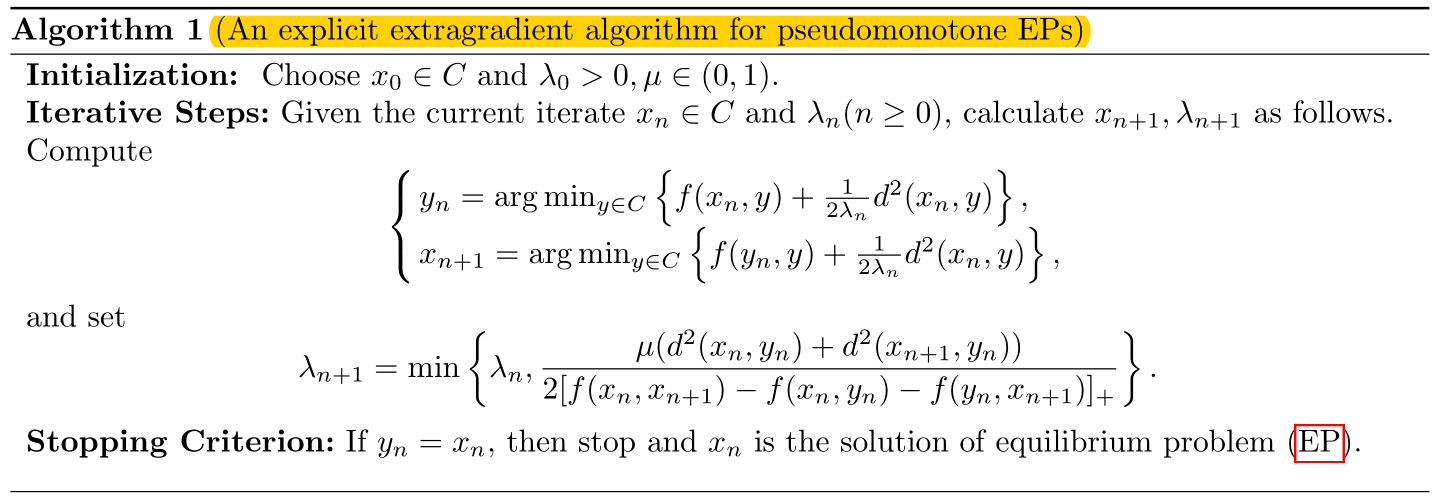 Algorithm 1 (An explicit extragradient algorithm for pseudomonotone EPs)
Initialization: Choose $x_0 \in C$ and $\lambda_0 > 0, \mu \in (0, 1)$.
Iterative Steps: Given the current iterate $x_n \in C$ and $\lambda_n (n \geq 0)$, calculate $x_{n+1}, \lambda_{n+1}$ as follows.
Compute
$y_n = \arg\min_{y \in C} \left\{ f(x_n, y) + \frac{1}{2\lambda_n} d^2(x_n, y) \right\},$
$x_{n+1} = \arg\min_{y \in C} \left\{ f(y_n, y) + \frac{1}{2\lambda_n} d^2(x_n, y) \right\},$
and set
$\lambda_{n+1} = \min \left\{ \lambda_n, \frac{\mu(d^2(x_n, y_n) + d^2(x_{n+1}, y_n))}{2[f(x_n, x_{n+1}) - f(x_n, y_n) - f(y_n, x_{n+1})]_+} \right\}.$
Stopping Criterion: If $y_n = x_n$, then stop and $x_n$ is the solution of equilibrium problem (EP).